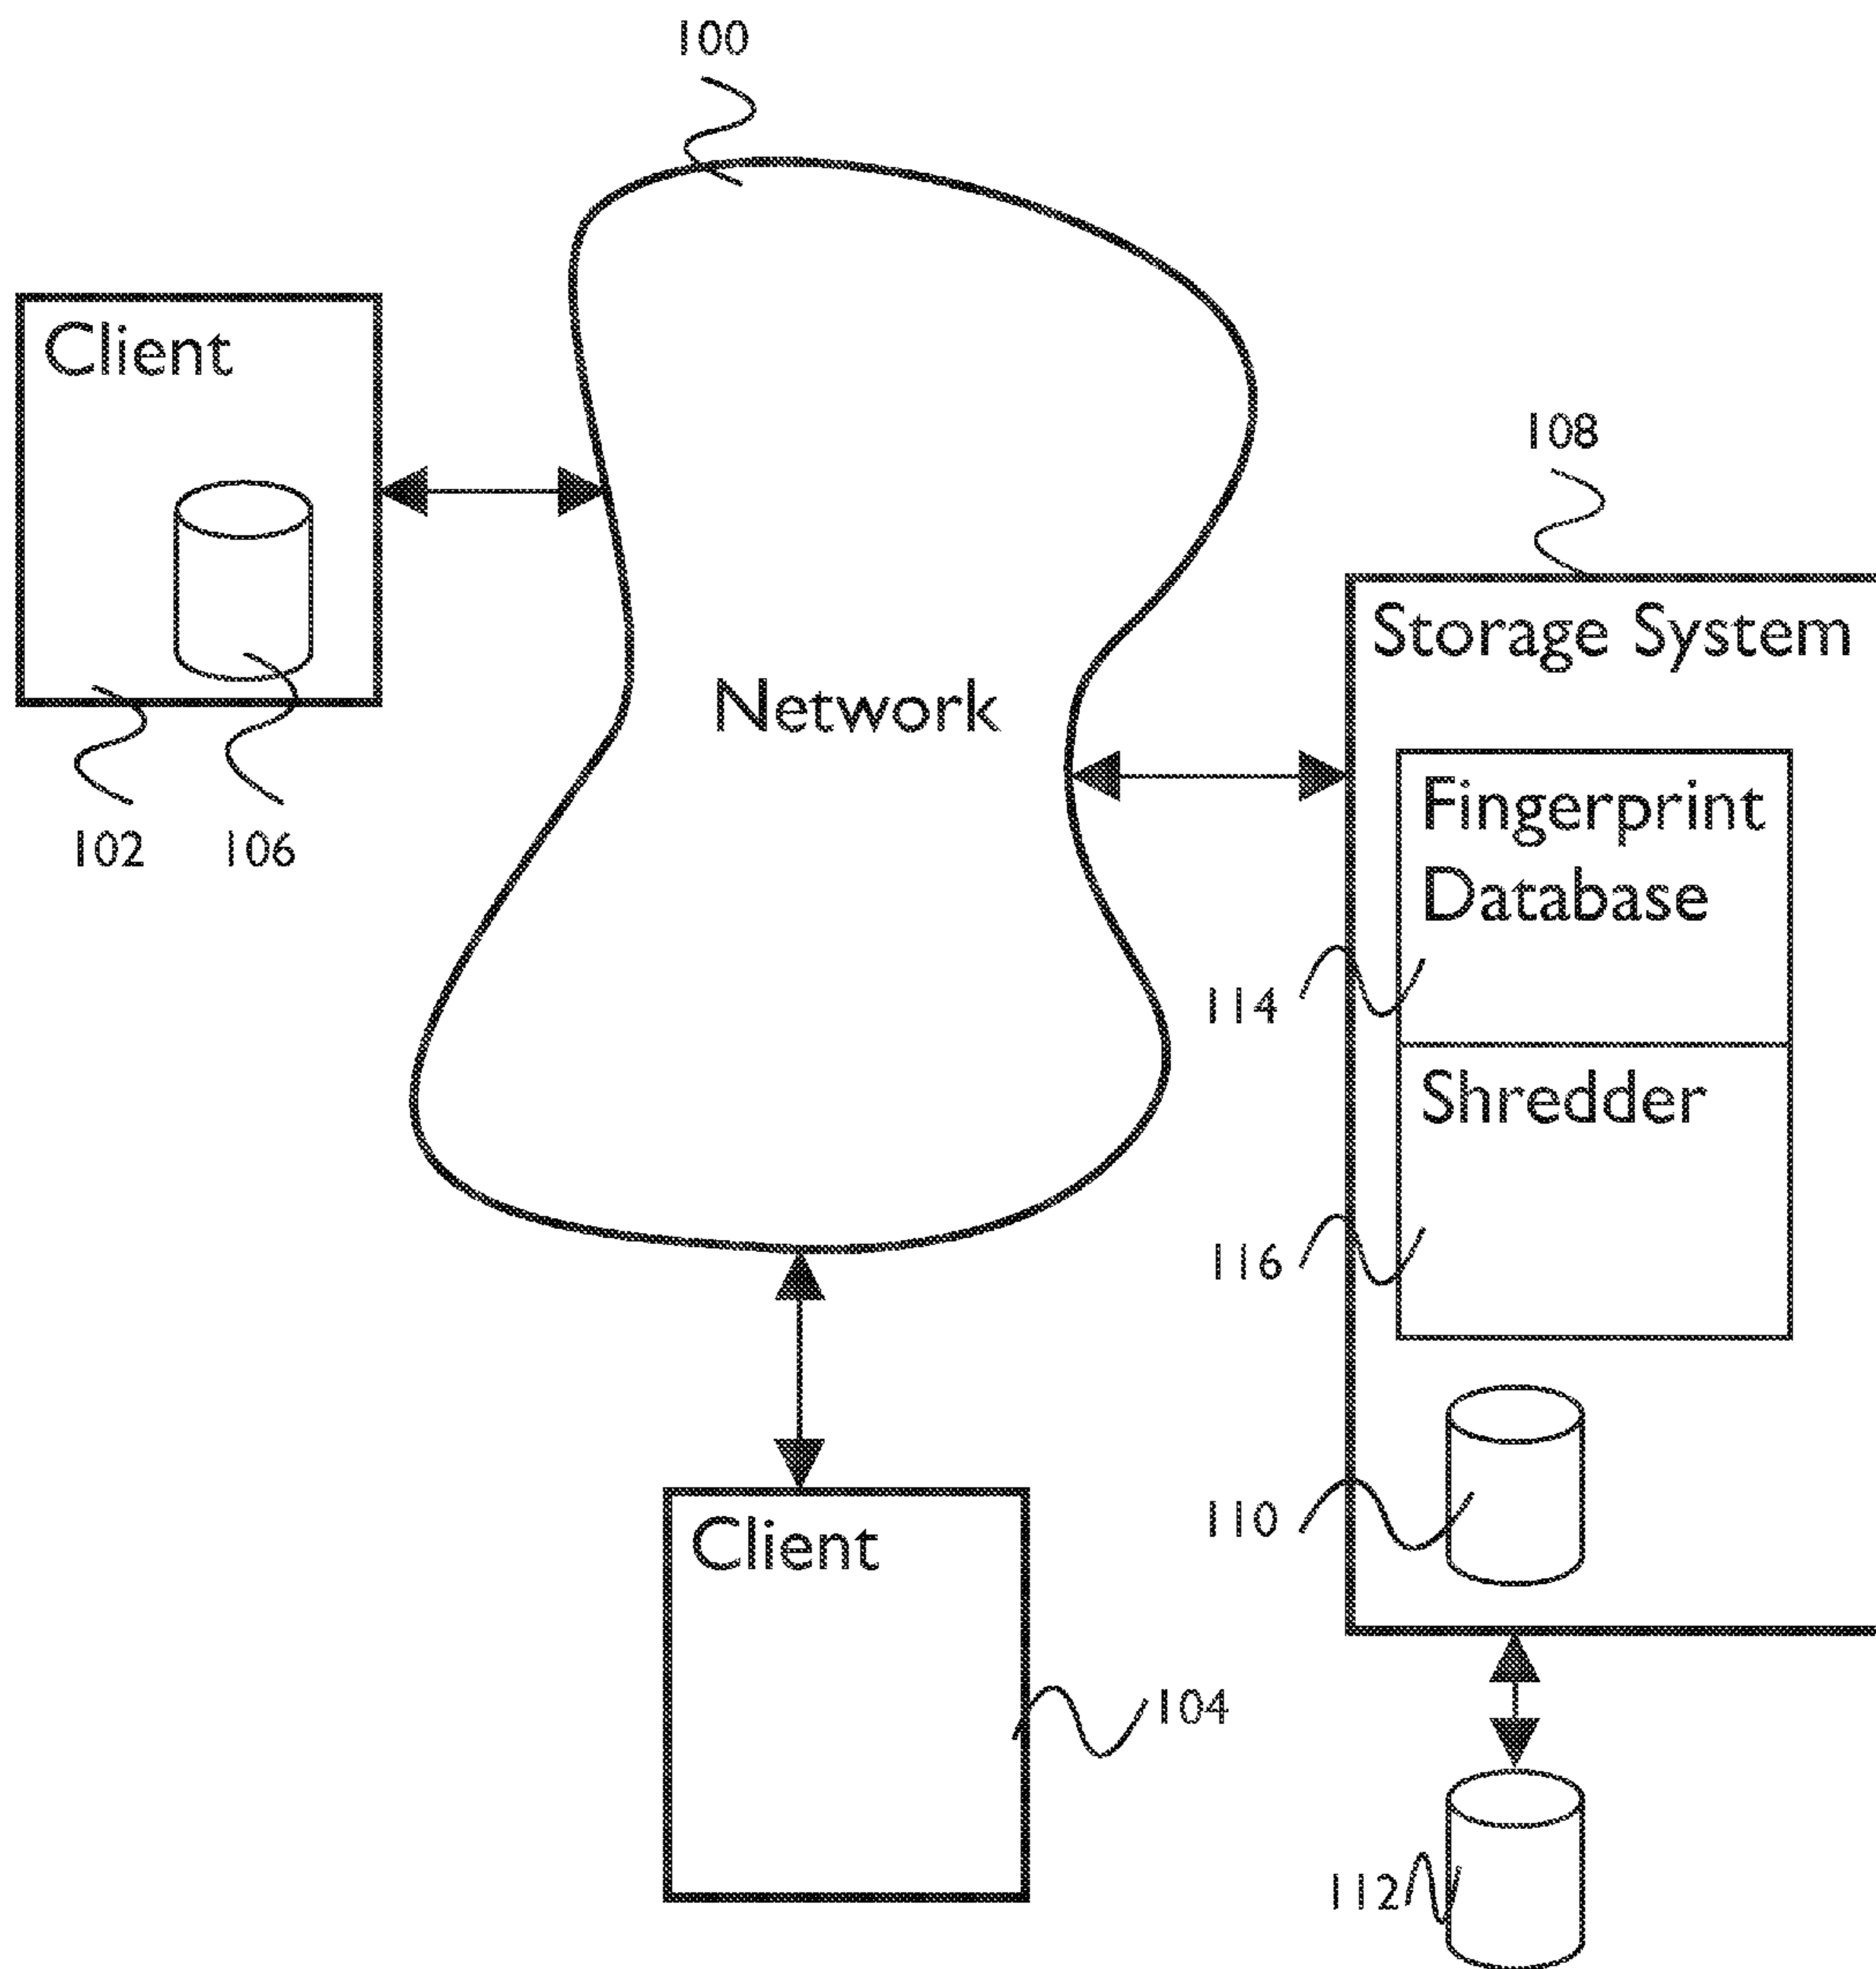 100
Client
108
Storage System
Network
Fingerprint
Database
102
106
114
Shredder
116
110
Client
104
112